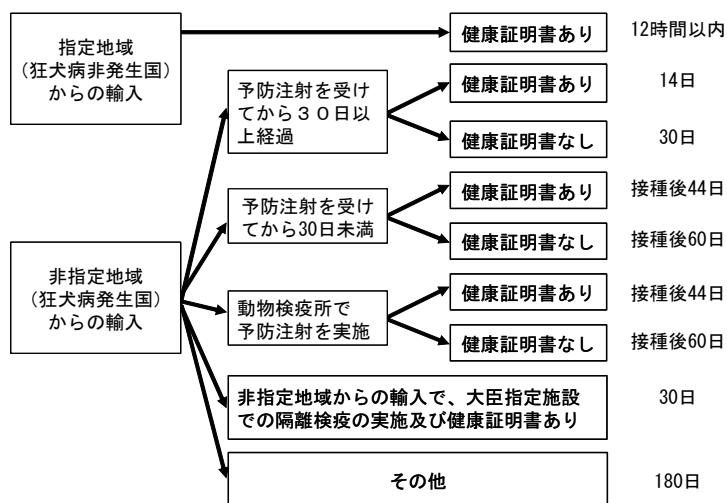 指定地域
（狂犬病非発生国）
からの輸入
健康証明書あり
12時間以内
予防注射を受け
てから３０日以
上経過
健康証明書あり
14日
健康証明書なし
30日
予防注射を受け
てから30日未満
健康証明書あり
接種後44日
健康証明書なし
接種後60日
非指定地域
（狂犬病発生国）
からの輸入
動物検疫所で
予防注射を実施
健康証明書あり
接種後44日
健康証明書なし
接種後60日
非指定地域からの輸入で、大臣指定施設
での隔離検疫の実施及び健康証明書あり
30日
その他
180日